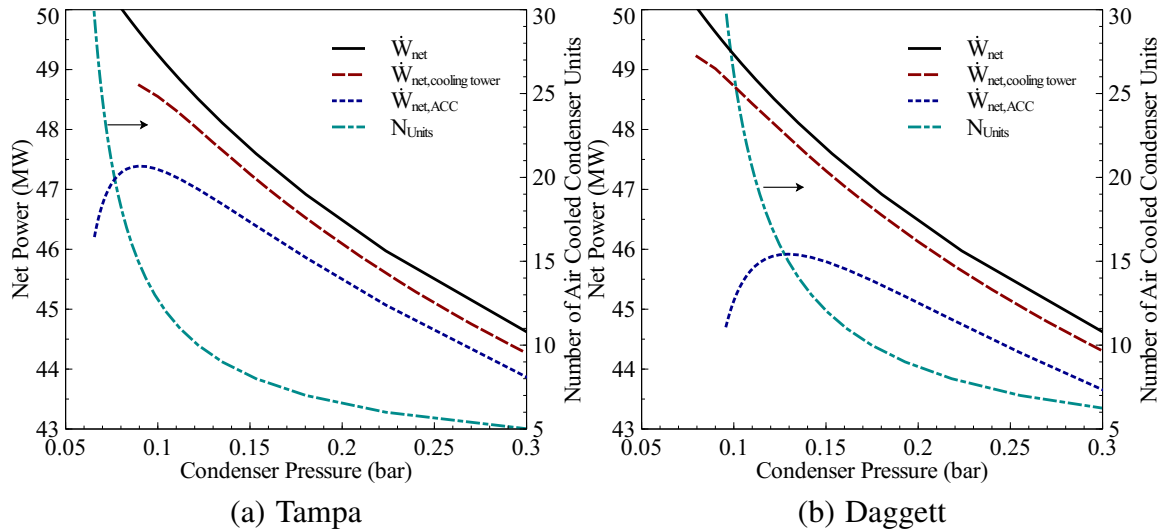 50
49
48
47
46
45
44
43
Net Power (MW)
Ẇnet
Ẇnet,cooling tower
Ẇnet,ACC
NUnits
30
25
20
15
10
5
Number of Air Cooled Condenser Units
0.05
0.1
0.15
0.2
0.25
0.3
Condenser Pressure (bar)
(a) Tampa
50
49
48
47
46
45
44
43
Net Power (MW)
Ẇnet
Ẇnet,cooling tower
Ẇnet,ACC
NUnits
30
25
20
15
10
5
Number of Air Cooled Condenser Units
0.05
0.1
0.15
0.2
0.25
0.3
Condenser Pressure (bar)
(b) Daggett